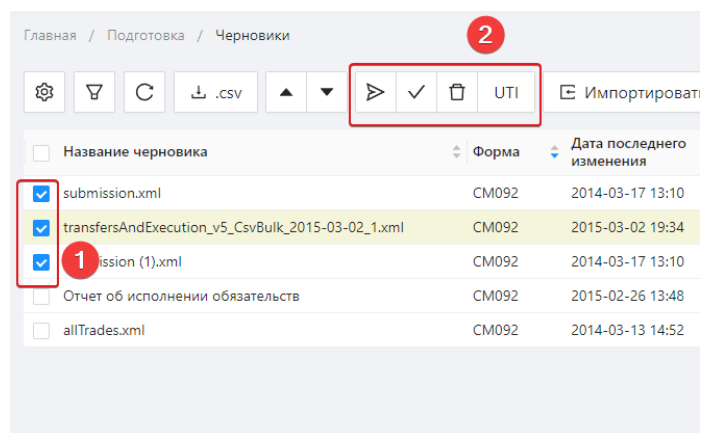 Главная / Подготовка / Черновики
2
.csv UTI Импортировать
Название черновика Форма Дата последнего
изменения
submission.xml CM092 2014-03-17 13:10
transfersAndExecution_v5_CsvBulk_2015-03-02_1.xml CM092 2015-03-02 19:34
1 ission (1).xml CM092 2014-03-17 13:10
Отчет об исполнении обязательств CM092 2015-02-26 13:48
allTrades.xml CM092 2014-03-13 14:52